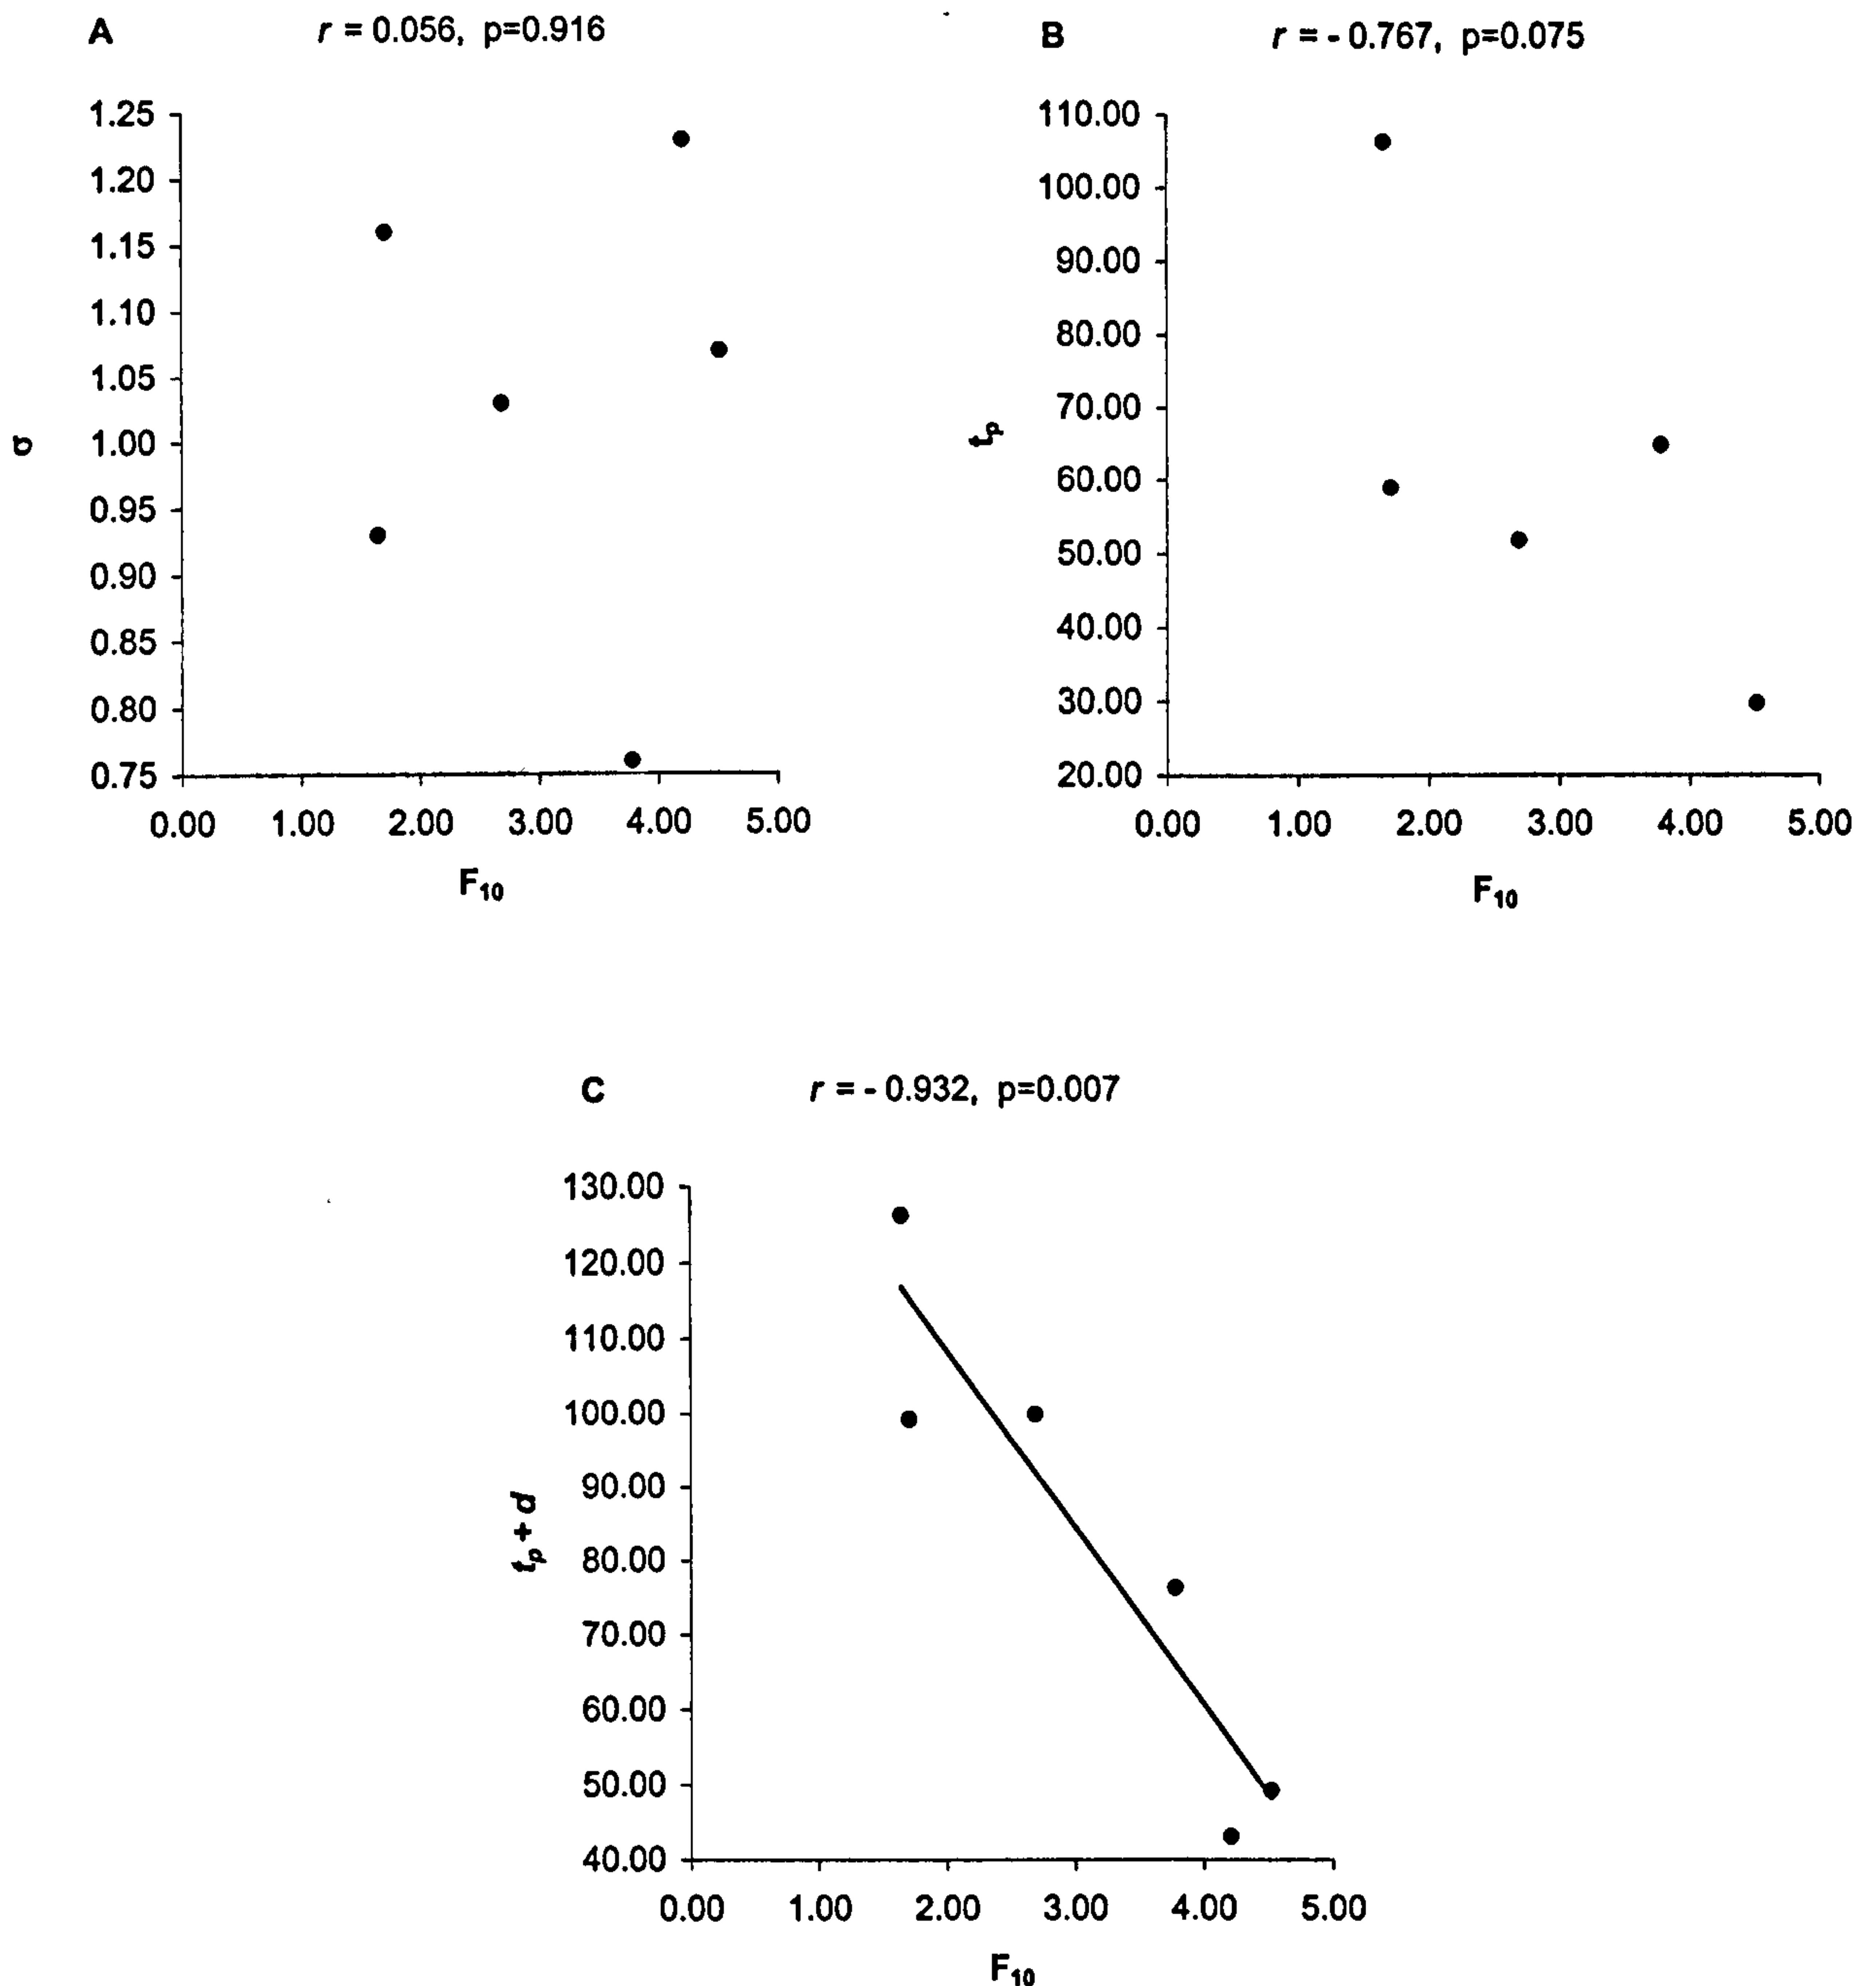 A
r = 0.056, p=0.916
1.25
1.20
1.15
1.10
1.05
1.00
0.95
0.90
0.85
0.80
0.75
σ
0.00 1.00 2.00 3.00 4.00 5.00
F10
B
r = - 0.767, p=0.075
110.00
100.00
90.00
80.00
70.00
60.00
50.00
40.00
30.00
20.00
tp
0.00 1.00 2.00 3.00 4.00 5.00
F10
C
r = - 0.932, p=0.007
130.00
120.00
110.00
100.00
90.00
80.00
70.00
60.00
50.00
40.00
tp + d
0.00 1.00 2.00 3.00 4.00 5.00
F10